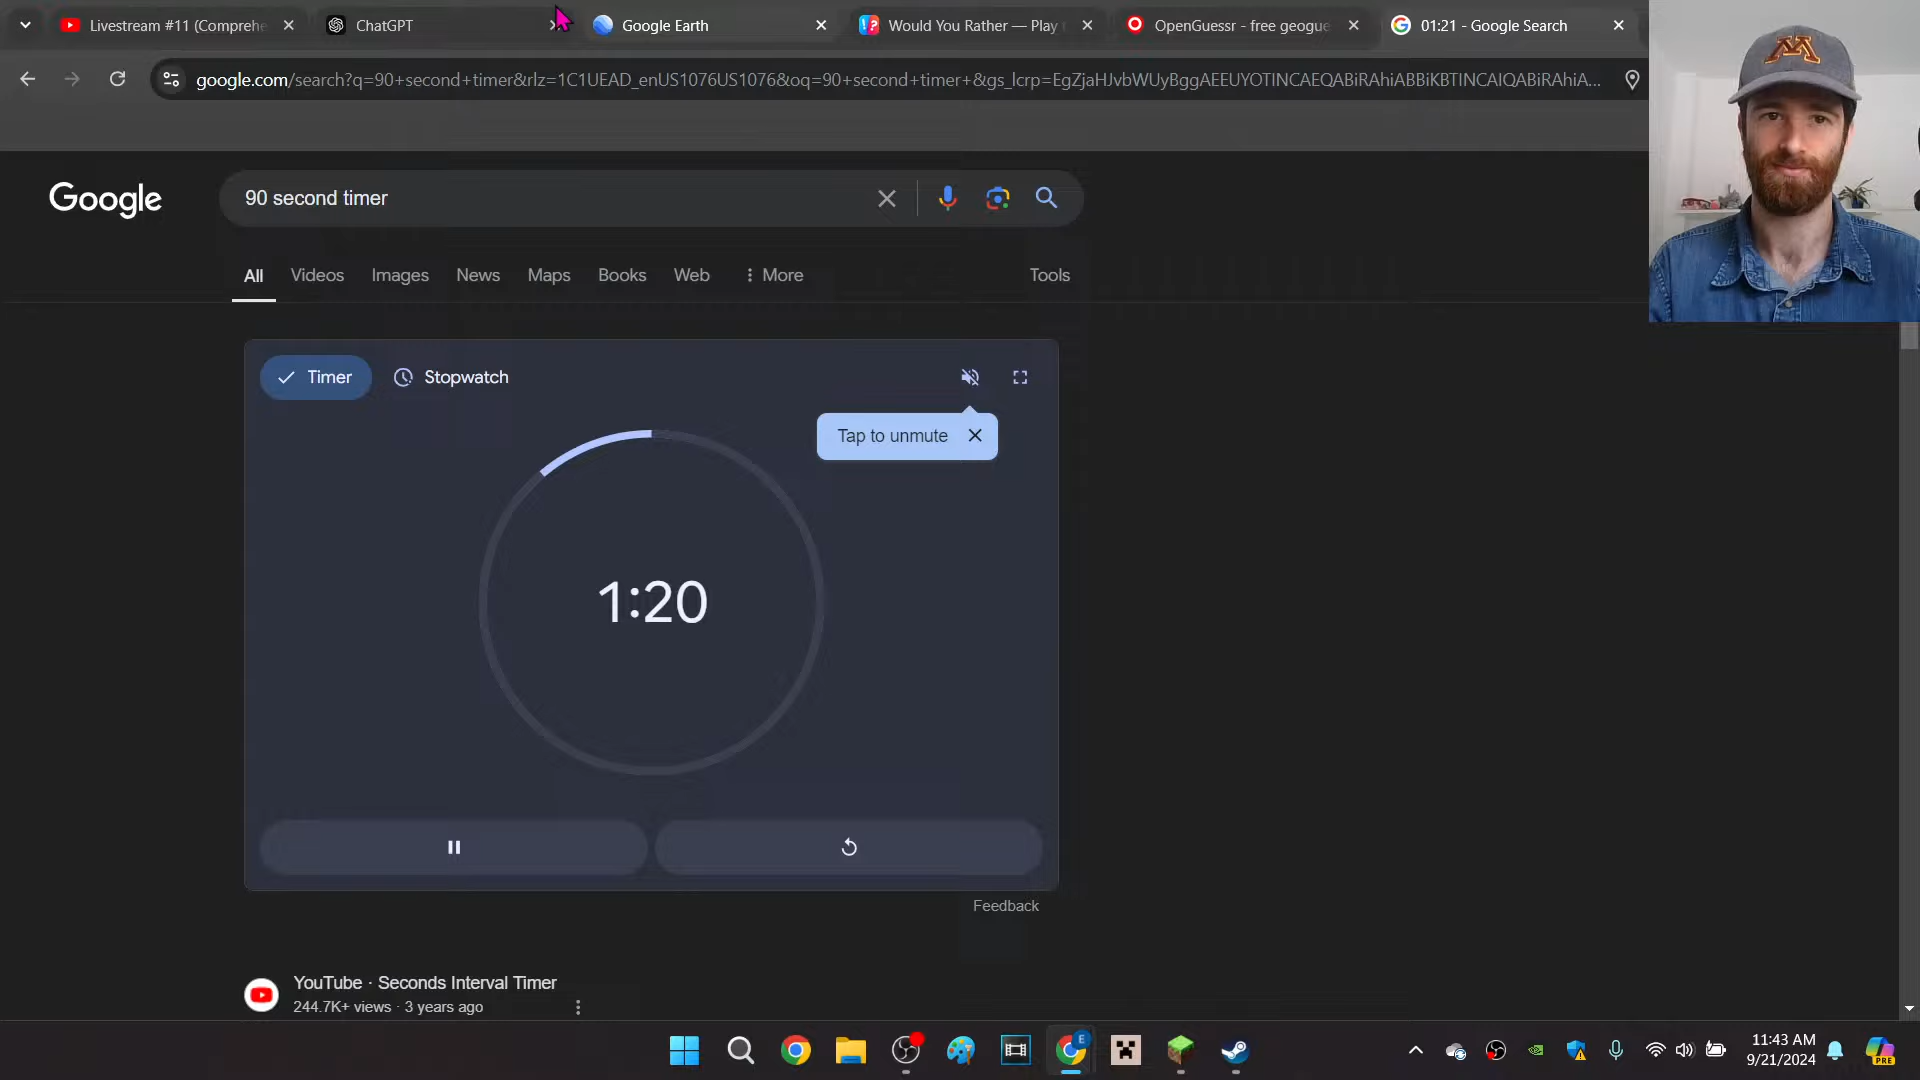 Livestream #11 (Comprehe
ChatGPT
Google Earth
Would You Rather — Play
OpenGuessr - free geogue
01:21 - Google Search
google.com/search?q=90+second+timer&rlz=1C1UEAD_enUS1076US1076&oq=90+second+timer+&gs_lcrp=EgZjaHJvbWUyBggAEEUYOTINCAEQABiRAhiABBiKBTINCAIQABiRAhiA...
Google
90 second timer
All
Videos
Images
News
Maps
Books
Web
More
Tools
Timer
Stopwatch
Tap to unmute
1:20
Feedback
YouTube · Seconds Interval Timer
244.7K+ views · 3 years ago
11:43 AM
9/21/2024
PRE